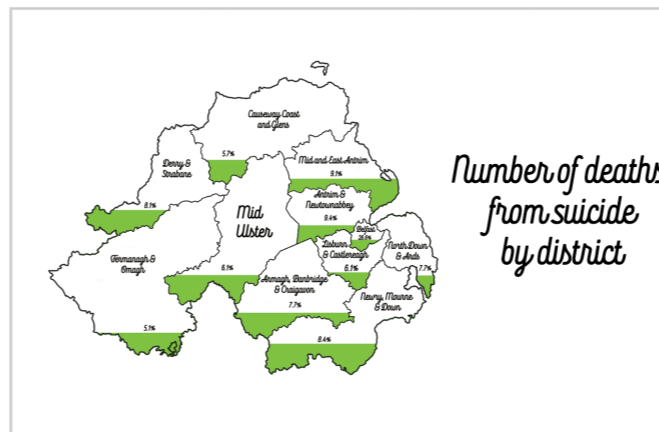 Causeway Coast
and Glens
5.7%
Derry &
Strabane
8.1%
Mid and East Antrim
9.1%
Antrim &
Newtownabbey
9.4%
Mid
Ulster
6.1%
Belfast
Lisburn
& Castlereagh
6.1%
North Down
& Ards
7.7%
Fermanagh &
Omagh
5.1%
Armagh, Banbridge
& Craigavon
7.7%
Newry, Mourne
& Down
8.4%
Number of deaths
from suicide
by district